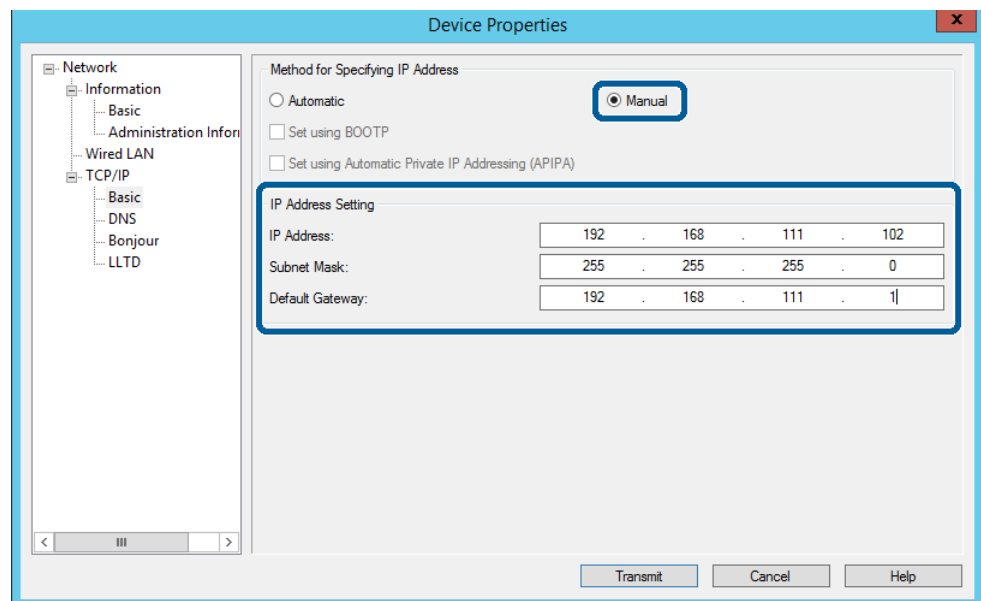 Device Properties
x
Network
Information
Basic
Administration Infor
Wired LAN
TCP/IP
Basic
DNS
Bonjour
LLTD
Method for Specifying IP Address
Automatic
Manual
Set using BOOTP
Set using Automatic Private IP Addressing (APIPA)
IP Address Setting
IP Address: 192 . 168 . 111 . 102
Subnet Mask: 255 . 255 . 255 . 0
Default Gateway: 192 . 168 . 111 . 1
Transmit Cancel Help